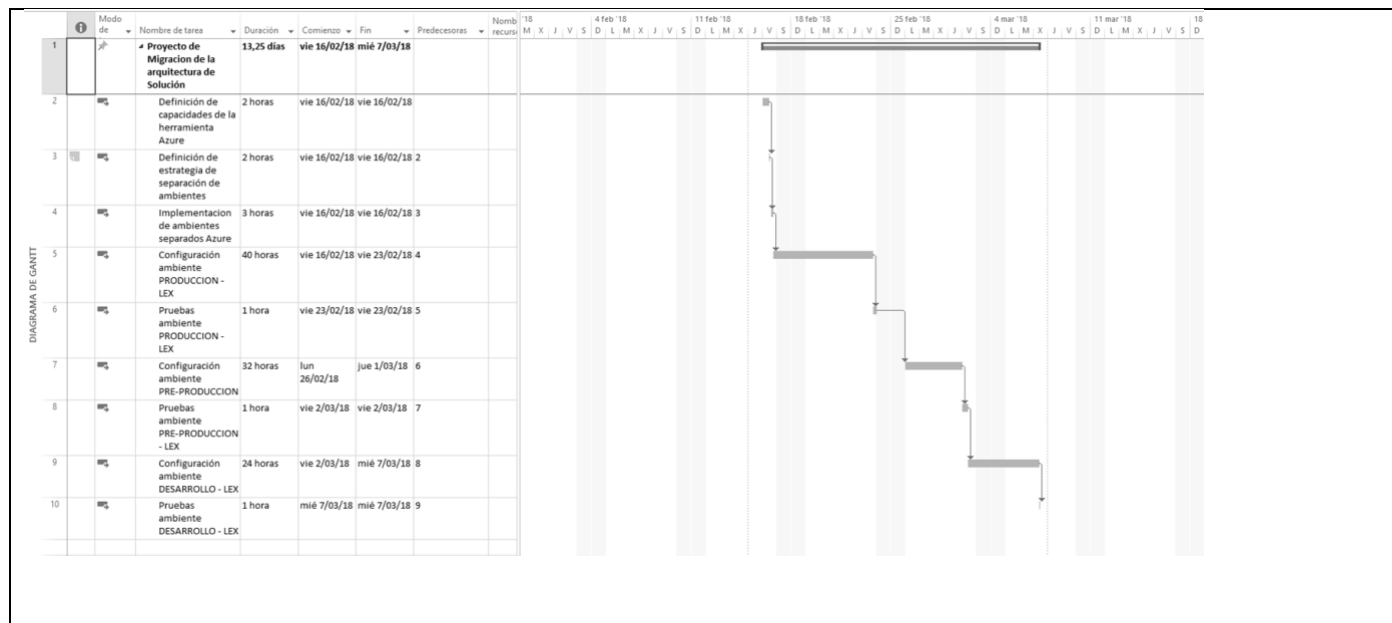 Modo de
Nombre de tarea
Duración
Comienzo
Fin
Predecesoras
Nomb
recurs
'18
4 feb '18
11 feb '18
18 feb '18
25 feb '18
4 mar '18
11 mar '18
18
M X J V S D L M X J V S D L M X J V S D L M X J V S D L M X J V S D L M X J V S D L M X J V S D
DIAGRAMA DE GANTT
1 Proyecto de 13,25 días vie 16/02/18 mié 7/03/18
Migracion de la
arquitectura de
Solución
2 Definición de 2 horas vie 16/02/18 vie 16/02/18
capacidades de la
herramienta
Azure
3 Definición de 2 horas vie 16/02/18 vie 16/02/18 2
estrategia de
separación de
ambientes
4 Implementacion 3 horas vie 16/02/18 vie 16/02/18 3
de ambientes
separados Azure
5 Configuración 40 horas vie 16/02/18 vie 23/02/18 4
ambiente
PRODUCCION -
LEX
6 Pruebas 1 hora vie 23/02/18 vie 23/02/18 5
ambiente
PRODUCCION -
LEX
7 Configuración 32 horas lun jue 1/03/18 6
ambiente 26/02/18
PRE-PRODUCCION
8 Pruebas 1 hora vie 2/03/18 vie 2/03/18 7
ambiente
PRE-PRODUCCION
- LEX
9 Configuración 24 horas vie 2/03/18 mié 7/03/18 8
ambiente
DESARROLLO - LEX
10 Pruebas 1 hora mié 7/03/18 mié 7/03/18 9
ambiente
DESARROLLO - LEX